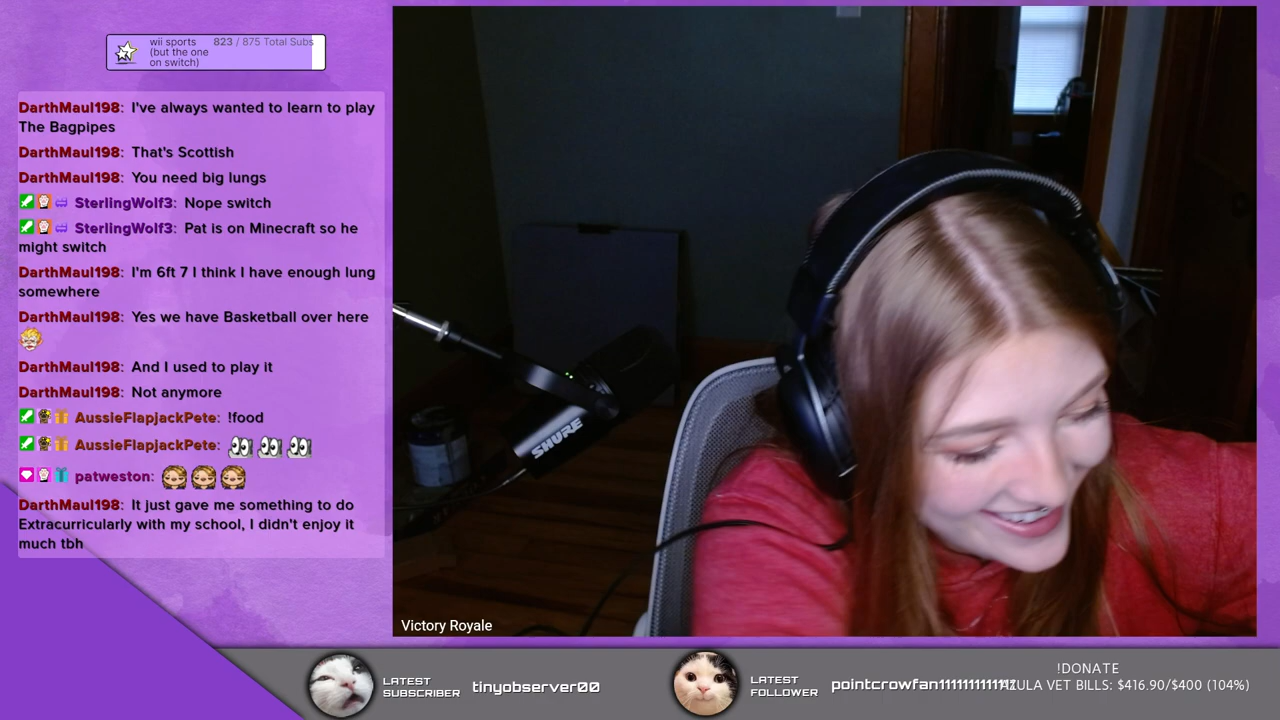 wii sports
(but the one
on switch)
823 / 875 Total Subs
DarthMaul198: I've always wanted to learn to play
The Bagpipes
DarthMaul198: That's Scottish
DarthMaul198: You need big lungs
SterlingWolf3: Nope switch
SterlingWolf3: Pat is on Minecraft so he
might switch
DarthMaul198: I'm 6ft 7 I think I have enough lung
somewhere
DarthMaul198: Yes we have Basketball over here
DarthMaul198: And I used to play it
DarthMaul198: Not anymore
AussieFlapjackPete: !food
AussieFlapjackPete:
patweston:
DarthMaul198: It just gave me something to do
Extracurricularly with my school, I didn't enjoy it
much tbh
SHURE
Victory Royale
LATEST
SUBSCRIBER
tinyobserver00
LATEST
FOLLOWER
!DONATE
VET BILLS: $416.90/$400 (104%)